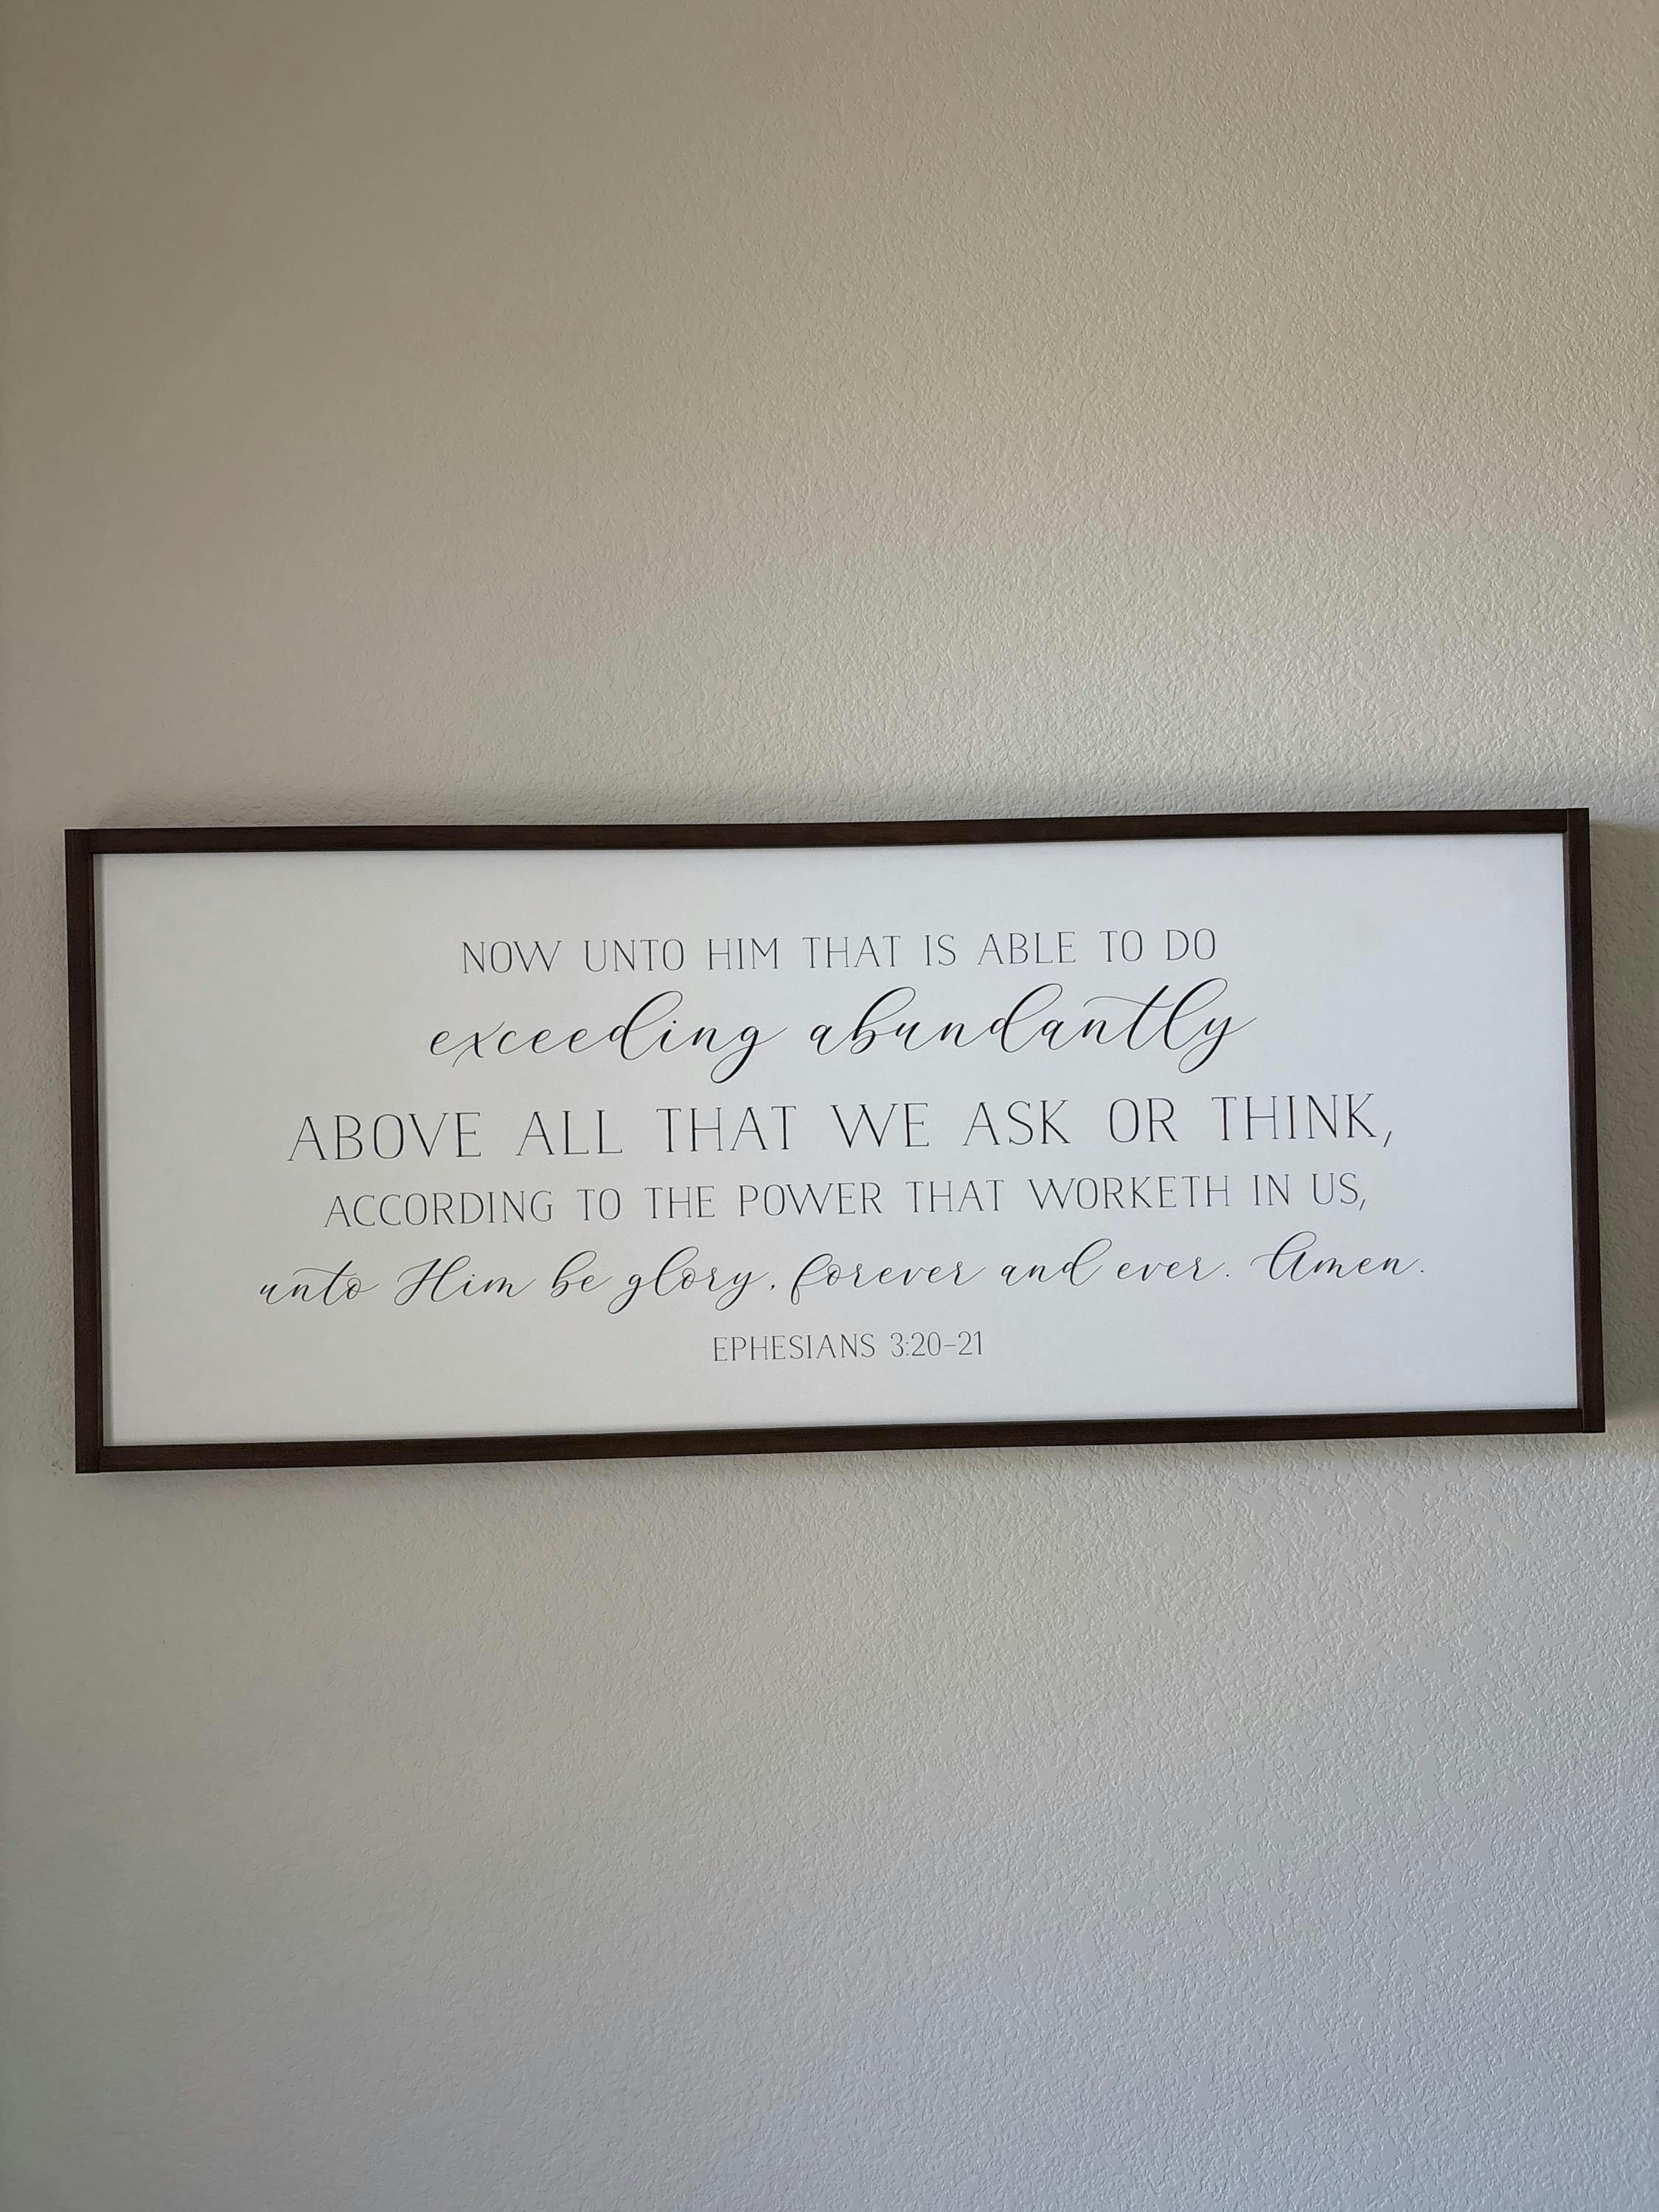 NOW UNTO HIM THAT IS ABLE TO DO
exceeding abundantly
ABOVE ALL THAT WE ASK OR THINK,
ACCORDING TO THE POWER THAT WORKETH IN US,
unto Him be glory, forever and ever. Amen.
EPHESIANS 3:20-21